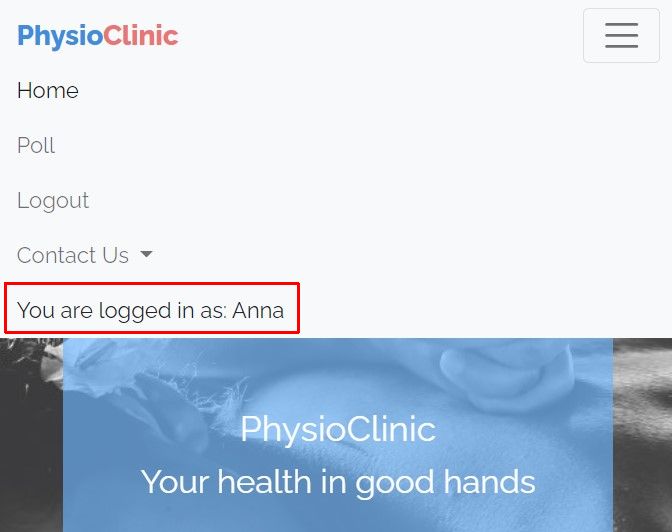 PhysioClinic
Home
Poll
Logout
Contact Us
You are logged in as: Anna
PhysioClinic
Your health in good hands